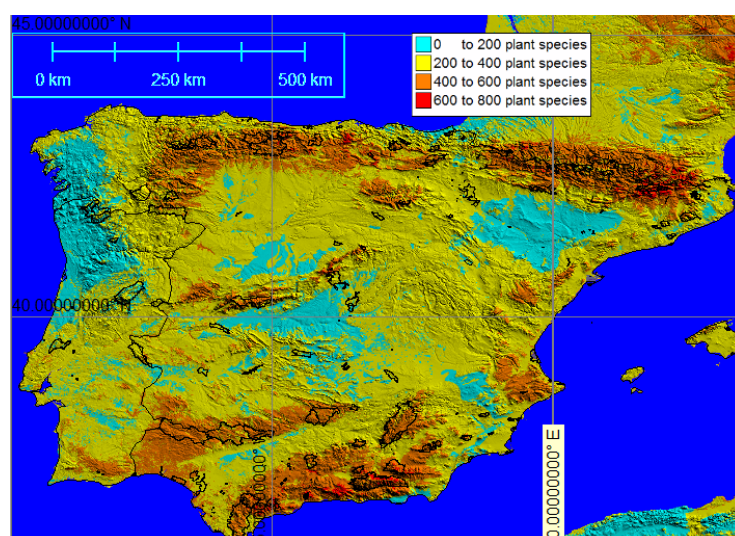 45.00000000° N
0 km 250 km 500 km
0 to 200 plant species
200 to 400 plant species
400 to 600 plant species
600 to 800 plant species
40.00000000° N
0.00000000° E